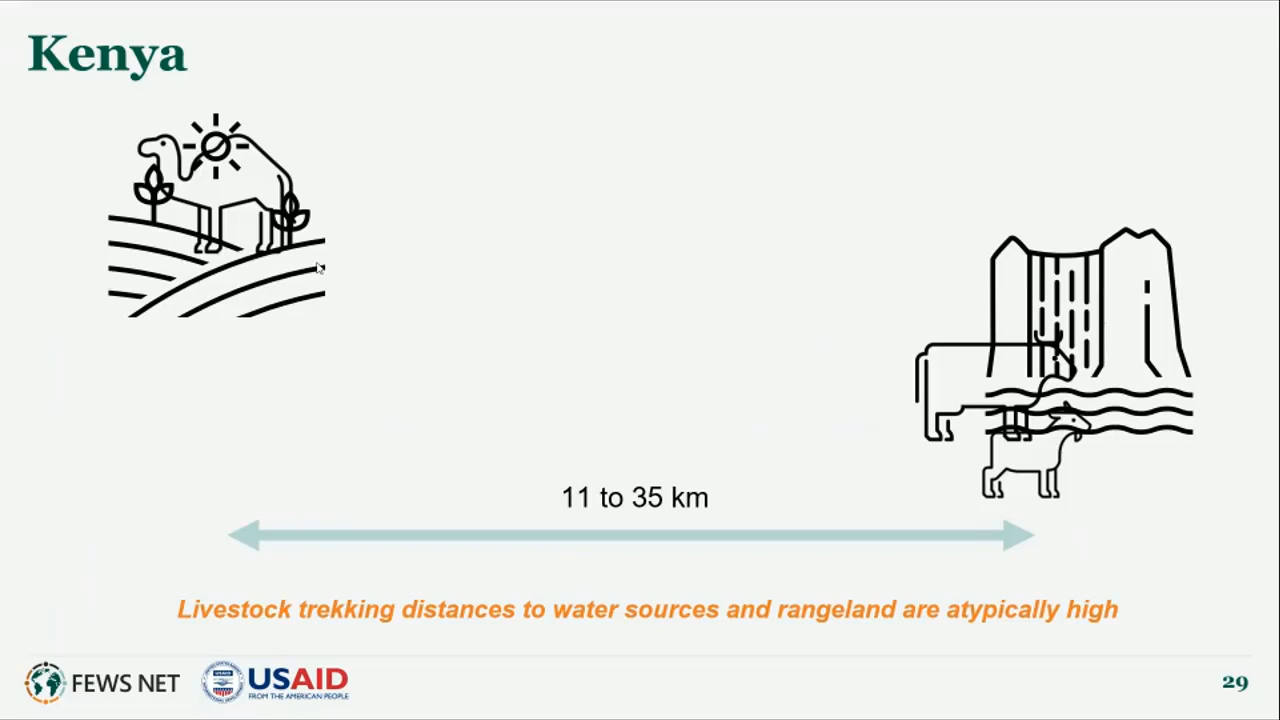 Kenya
11 to 35 km
Livestock trekking distances to water sources and rangeland are atypically high
FEWS NET
USAID
FROM THE AMERICAN PEOPLE
29